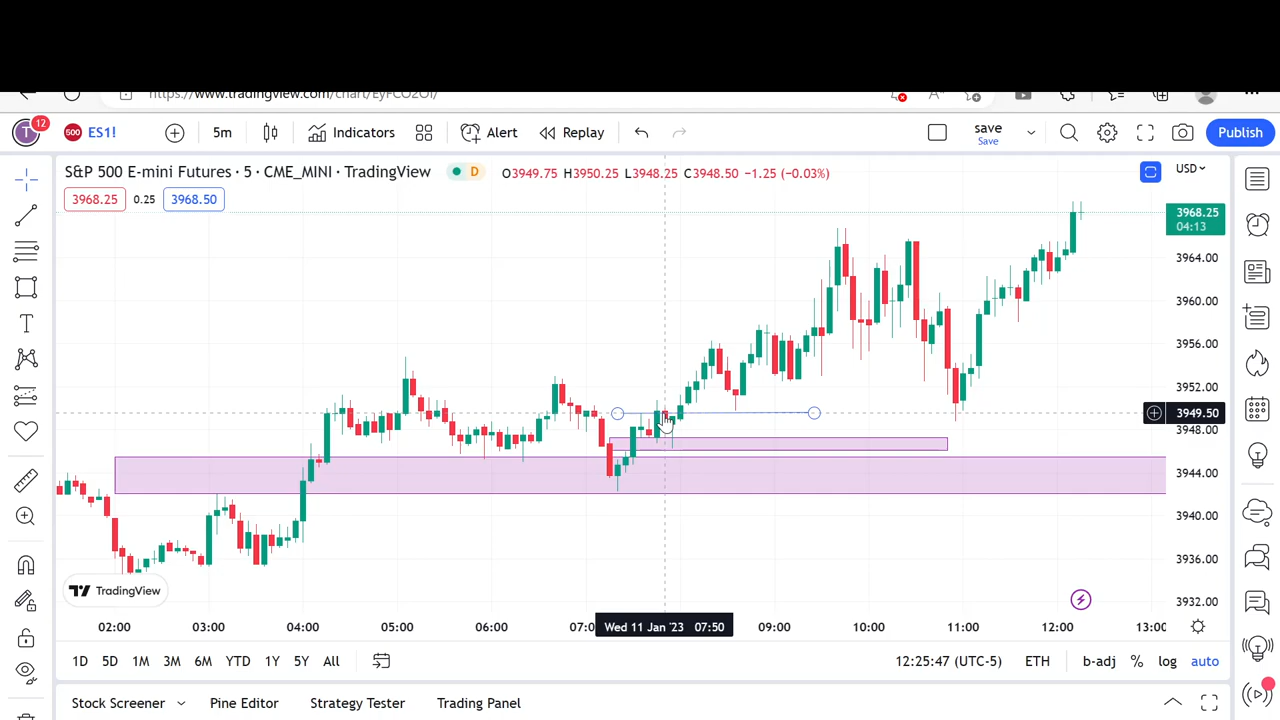 https://www.tradingview.com/chart/EyFCO2OI/
12
500 ES1!
5m
Indicators
Alert
Replay
save
Save
Publish
S&P 500 E-mini Futures · 5 · CME_MINI · TradingView
D
O3949.75 H3950.25 L3948.25 C3948.50 −1.25 (−0.03%)
USD
3968.25 0.25 3968.50
3968.25
04:13
3964.00
3960.00
3956.00
3952.00
3949.50
3948.00
3944.00
3940.00
3936.00
3932.00
TradingView
02:00 03:00 04:00 05:00 06:00 07:0 Wed 11 Jan '23 07:50 09:00 10:00 11:00 12:00 13:0
1D 5D 1M 3M 6M YTD 1Y 5Y All
12:25:47 (UTC-5) ETH b-adj % log auto
Stock Screener Pine Editor Strategy Tester Trading Panel